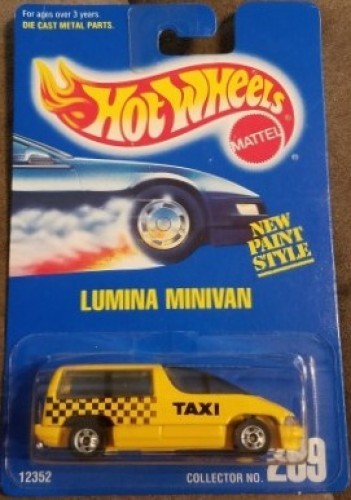 For ages over 3 years
DIE CAST METAL PARTS.
Hot Wheels
MATTEL
®
NEW
PAINT
STYLE
LUMINA MINIVAN
TAXI
12352
COLLECTOR NO. 289